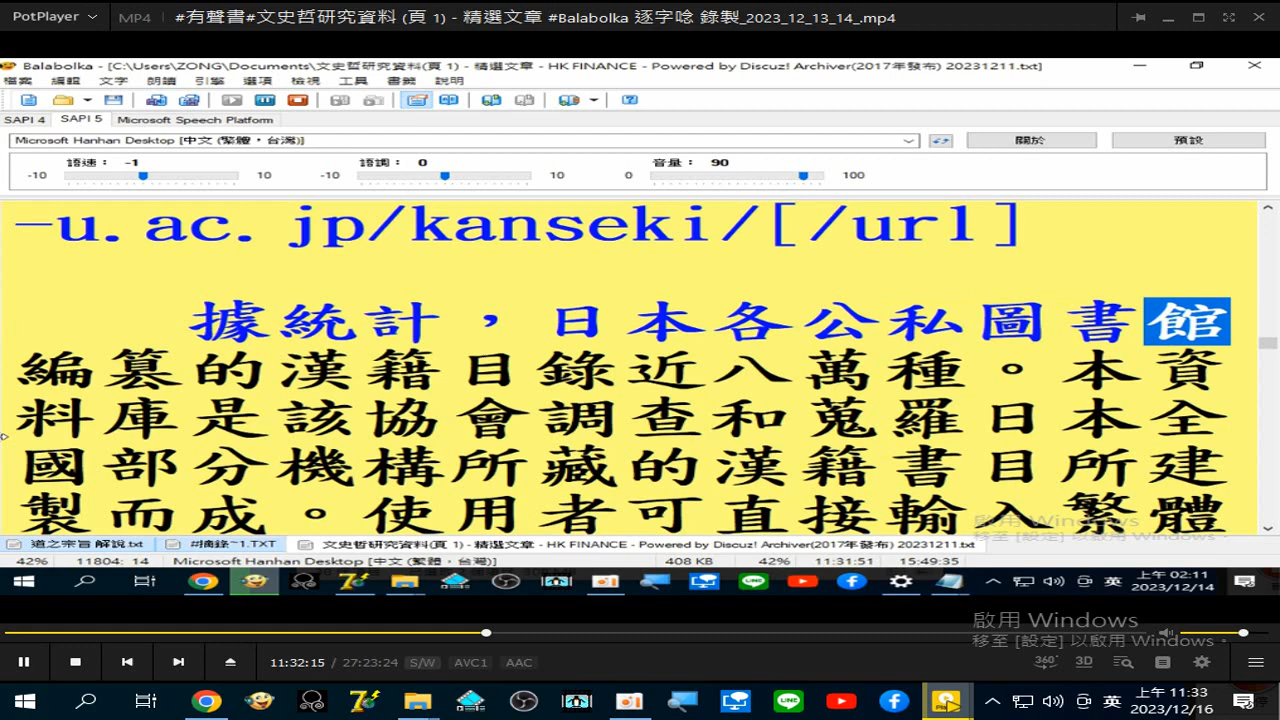 PotPlayer MP4 #有聲書#文史哲研究資料 (頁 1) - 精選文章 #Balabolka 逐字唸 錄製_2023_12_13_14_.mp4
Balabolka - [C:\Users\ZONG\Documents\文史哲研究資料(頁 1) - 精選文章 - HK FINANCE - Powered by Discuz! Archiver(2017年發布) 20231211.txt]
檔案 編輯 文字 朗讀 引擎 選項 檢視 工具 書籤 說明
SAPI 4 SAPI 5 Microsoft Speech Platform
Microsoft Hanhan Desktop [中文 (繁體，台灣)] 關於 預設
語速： -1 語調： 0 音量： 90
-10 10 -10 10 0 100
-u.ac.jp/kanseki/[/url]
據統計，日本各公私圖書館
編纂的漢籍目錄近八萬種。本資
料庫是該協會調查和蒐羅日本全
國部分機構所藏的漢籍書目所建
製而成。使用者可直接輸入繁體
啟用 Windows
移至 [設定] 以啟用 Windows。
道之宗旨 解說.txt #摘錄~1.TXT 文史哲研究資料(頁 1) - 精選文章 - HK FINANCE - Powered by Discuz! Archiver(2017年發布) 20231211.txt
42% 11804: 14 Microsoft Hanhan Desktop [中文 (繁體，台灣)] 408 KB 42% 11:31:51 15:49:35
英 上午 02:11
2023/12/14
啟用 Windows
移至 [設定] 以啟用 Windows。
11:32:15 / 27:23:24 S/W AVC1 AAC 360° 3D
英 上午 11:33
2023/12/16